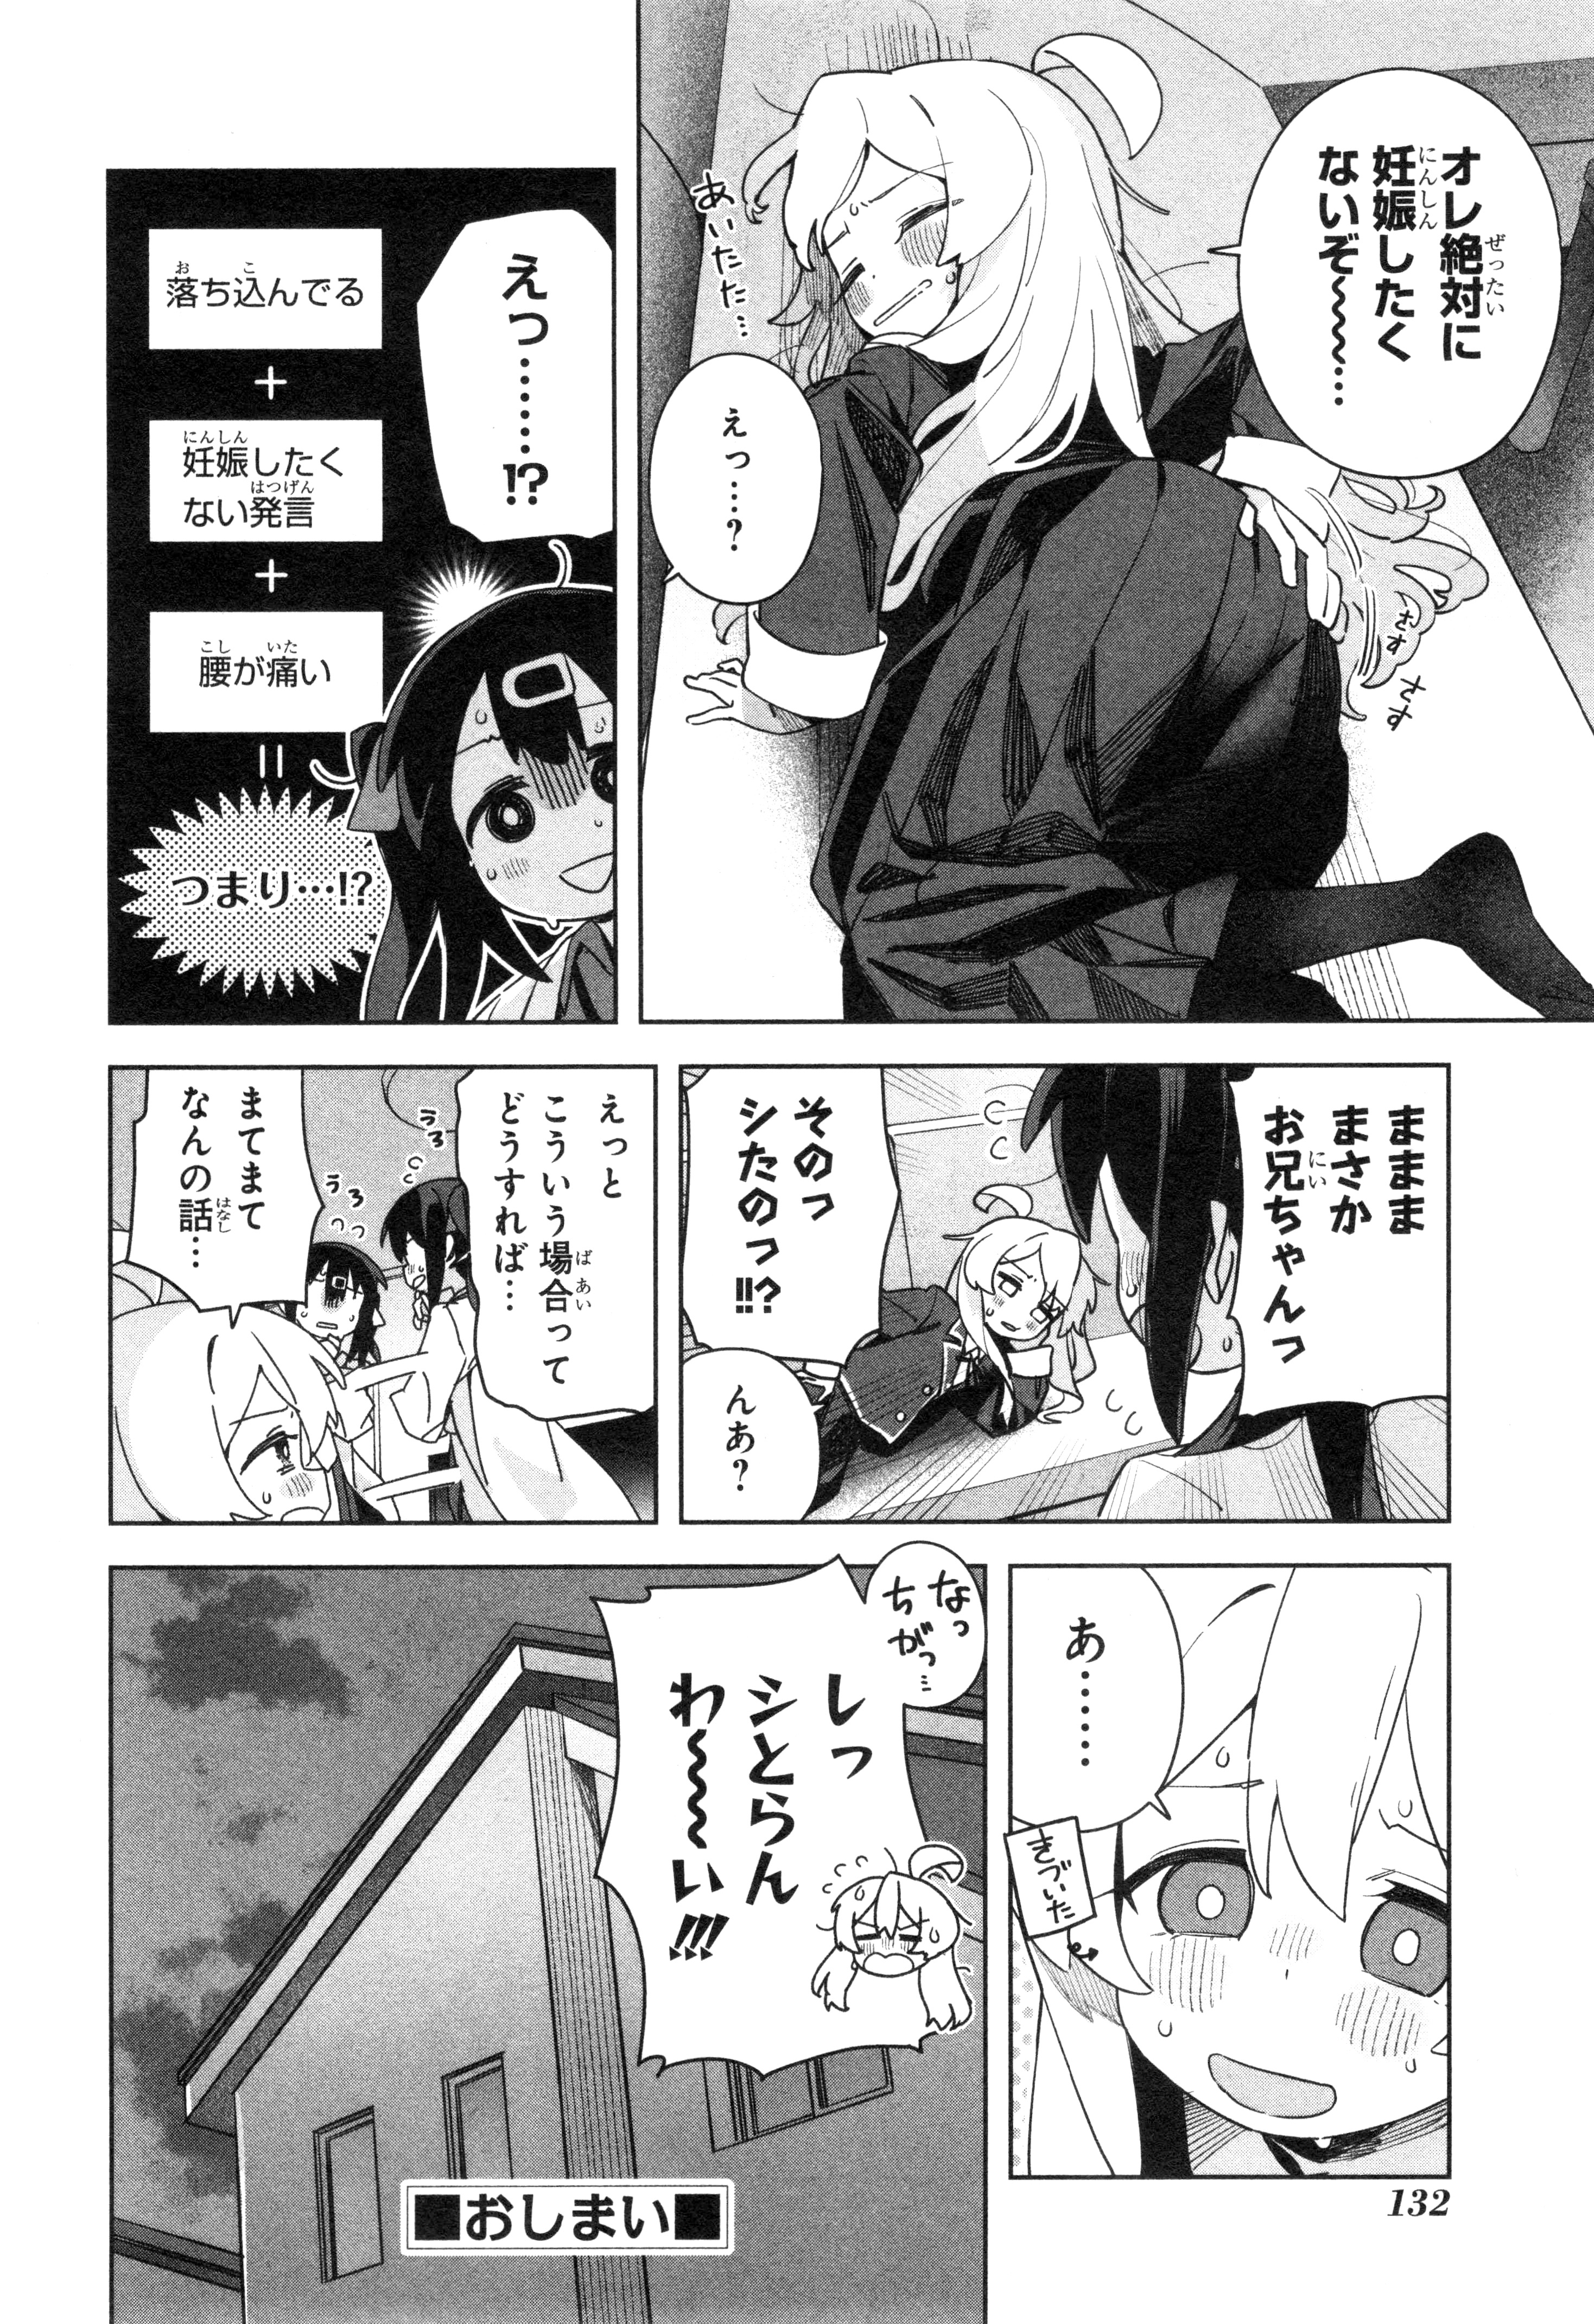 オレ絶対に
妊娠したく
ないぞ～～～…
あいたた…
えっ…？
さすさす
さす
えっ………!?
落ち込んでる
＋
妊娠したく
ない発言
＋
腰が痛い
＝
つまり…!?
ままま
まさか
お兄ちゃんっ
そのっ
シたのっ!!?
んあ？
えっと
こういう場合って
どうすれば…
うろ
うろ
まてまて
なんの話…
あ……
きづいた
なっ
ちがっ…
しっ
シとらん
わ～～～い!!!
■おしまい■
132